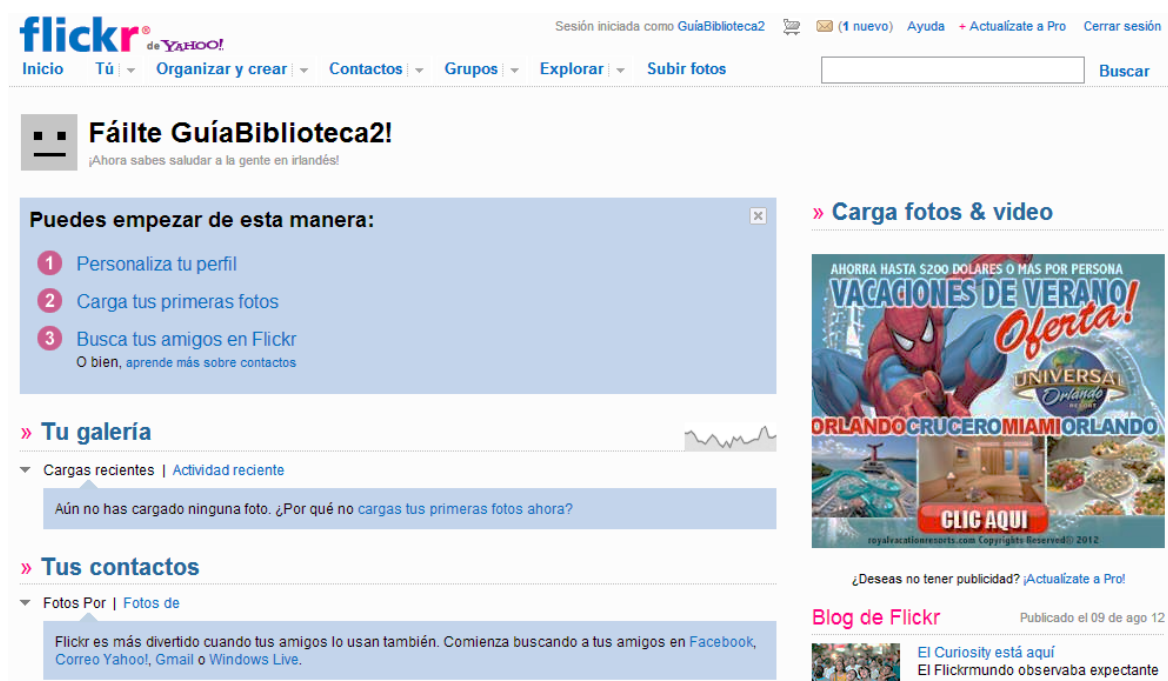 flickr® de YAHOO!
Sesión iniciada como GuíaBiblioteca2 (1 nuevo) Ayuda + Actualízate a Pro Cerrar sesión
Inicio Tú Organizar y crear Contactos Grupos Explorar Subir fotos Buscar
Fáilte GuíaBiblioteca2!
¡Ahora sabes saludar a la gente en irlandés!
Puedes empezar de esta manera:
1 Personaliza tu perfil
2 Carga tus primeras fotos
3 Busca tus amigos en Flickr
O bien, aprende más sobre contactos
» Tu galería
Cargas recientes | Actividad reciente
Aún no has cargado ninguna foto. ¿Por qué no cargas tus primeras fotos ahora?
» Tus contactos
Fotos Por | Fotos de
Flickr es más divertido cuando tus amigos lo usan también. Comienza buscando a tus amigos en Facebook,
Correo Yahoo!, Gmail o Windows Live.
» Carga fotos & video
AHORRA HASTA $200 DOLARES O MAS POR PERSONA
VACACIONES DE VERANO!
Oferta!
UNIVERSAL
Orlando
RESORT
ORLANDOCRUCEROMIAMIORLANDO
CLIC AQUI
royalvacationresorts.com Copyrights Reserved© 2012
¿Deseas no tener publicidad? ¡Actualízate a Pro!
Blog de Flickr Publicado el 09 de ago 12
El Curiosity está aquí
El Flickrmundo observaba expectante